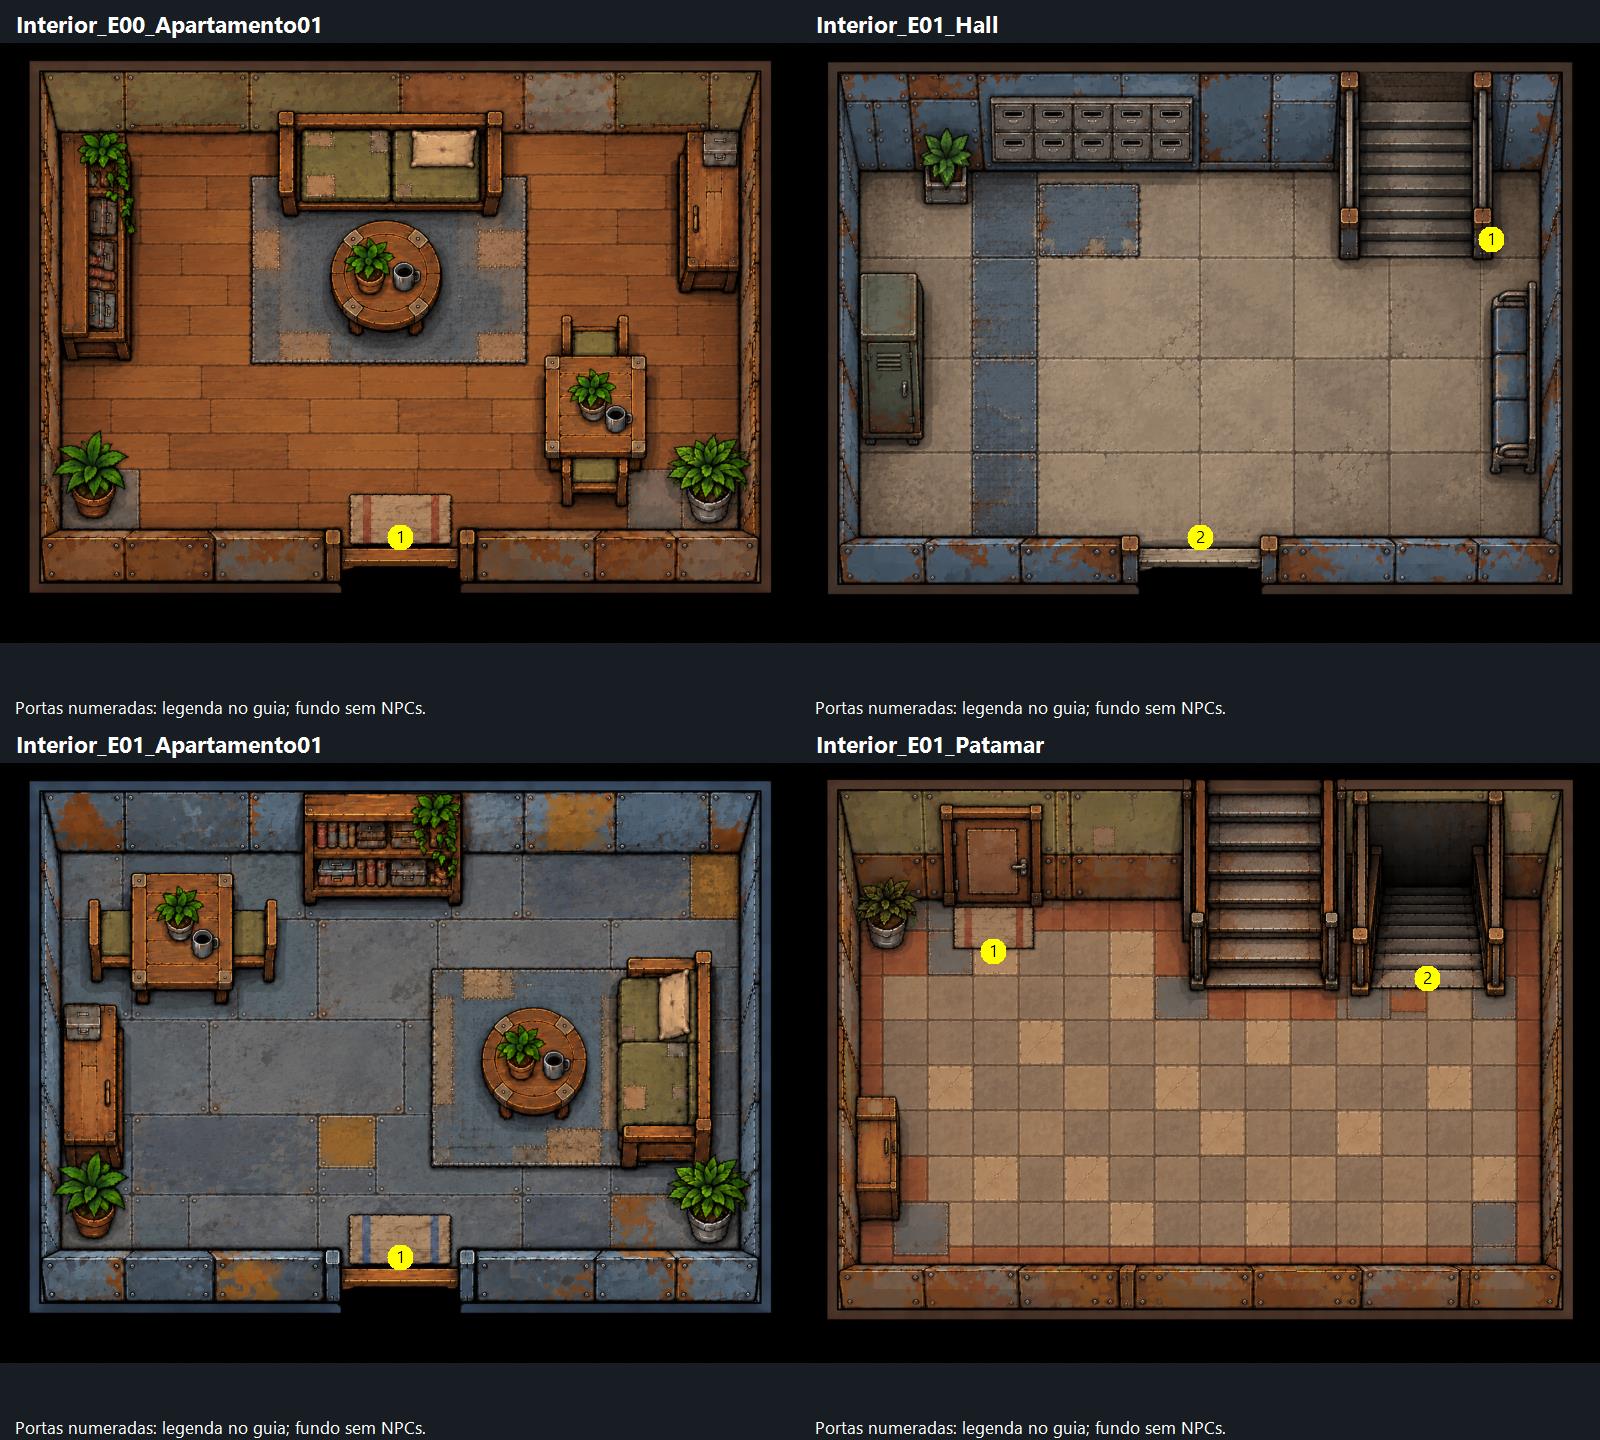 Interior_E00_Apartamento01
Interior_E01_Hall
1
1
2
Portas numeradas: legenda no guia; fundo sem NPCs.
Portas numeradas: legenda no guia; fundo sem NPCs.
Interior_E01_Apartamento01
Interior_E01_Patamar
1
2
1
Portas numeradas: legenda no guia; fundo sem NPCs.
Portas numeradas: legenda no guia; fundo sem NPCs.